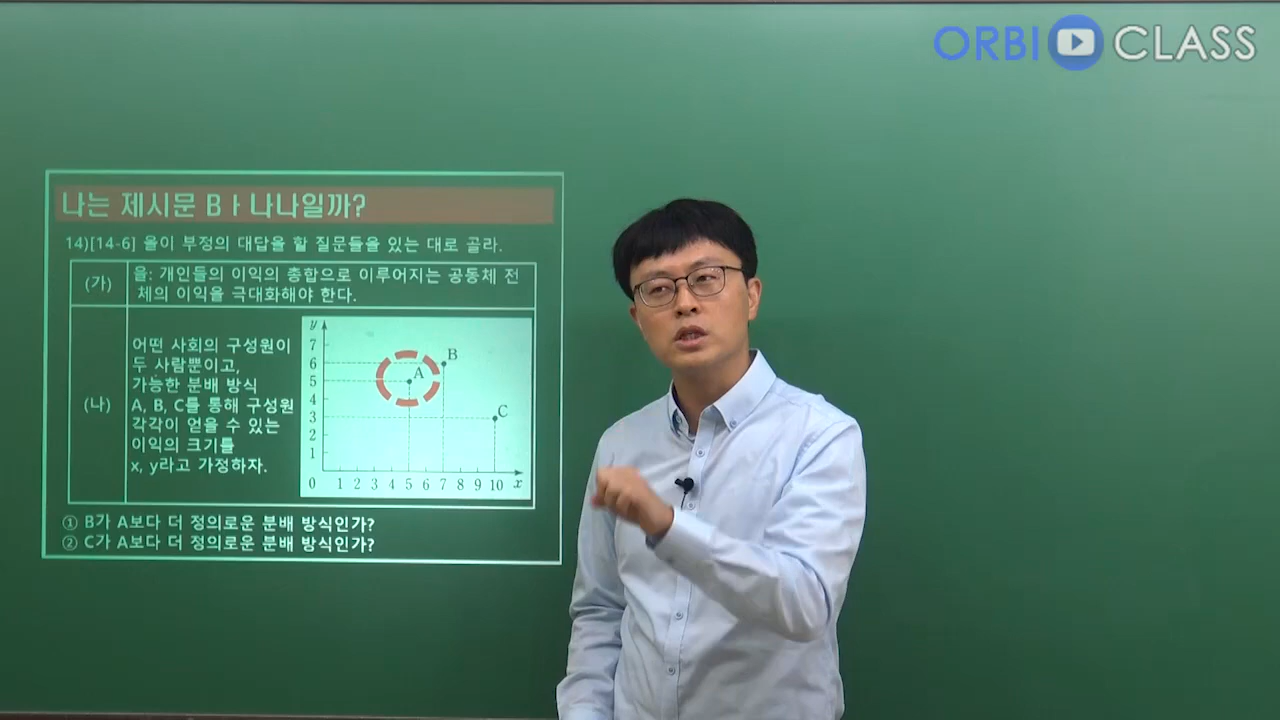 ORBI CLASS
나는 제시문 Bㅏ나나일까?
14)[14-6] 을이 부정의 대답을 할 질문들을 있는 대로 골라.
(가)
을: 개인들의 이익의 총합으로 이루어지는 공동체 전
체의 이익을 극대화해야 한다.
(나)
어떤 사회의 구성원이
두 사람뿐이고,
가능한 분배 방식
A, B, C를 통해 구성원
각각이 얻을 수 있는
이익의 크기를
x, y라고 가정하자.
y
7
6
5
4
3
2
1
A
B
C
0 1 2 3 4 5 6 7 8 9 10 x
① B가 A보다 더 정의로운 분배 방식인가?
② C가 A보다 더 정의로운 분배 방식인가?